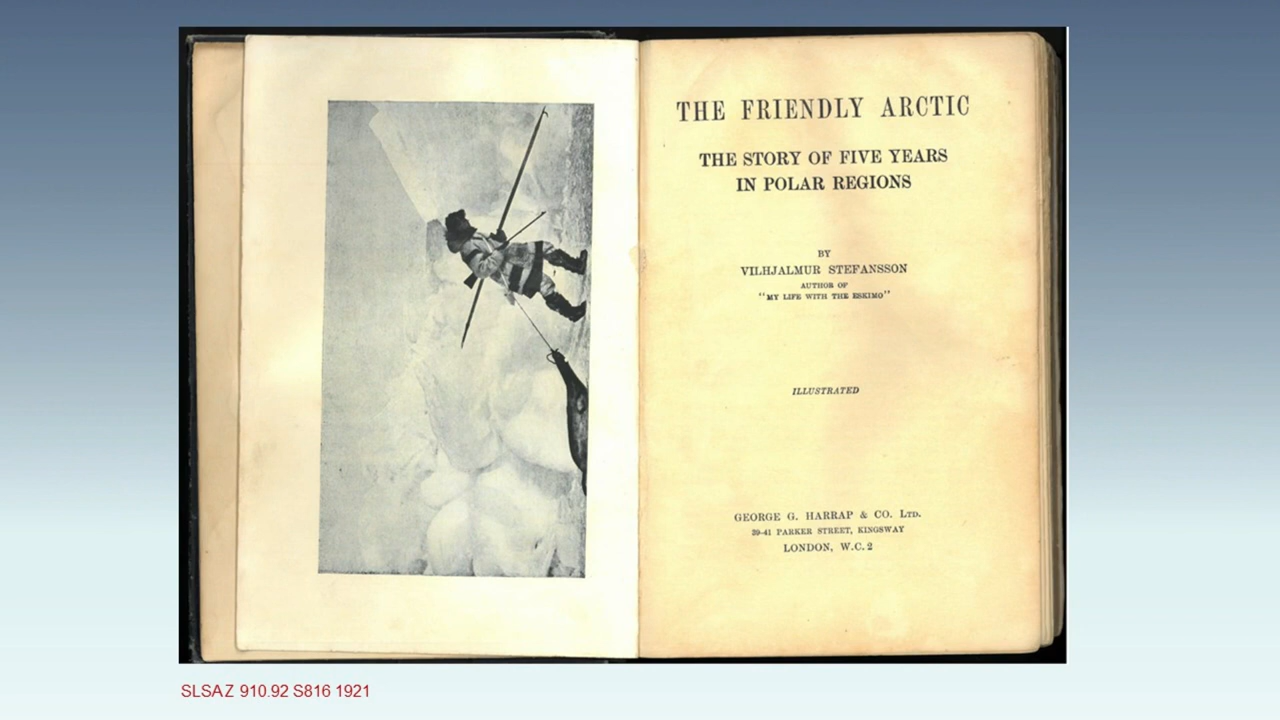 THE FRIENDLY ARCTIC
THE STORY OF FIVE YEARS
IN POLAR REGIONS
BY
VILHJALMUR STEFANSSON
AUTHOR OF
"MY LIFE WITH THE ESKIMO"
ILLUSTRATED
GEORGE G. HARRAP & CO. LTD.
39-41 PARKER STREET, KINGSWAY
LONDON, W.C. 2
SLSAZ 910.92 S816 1921